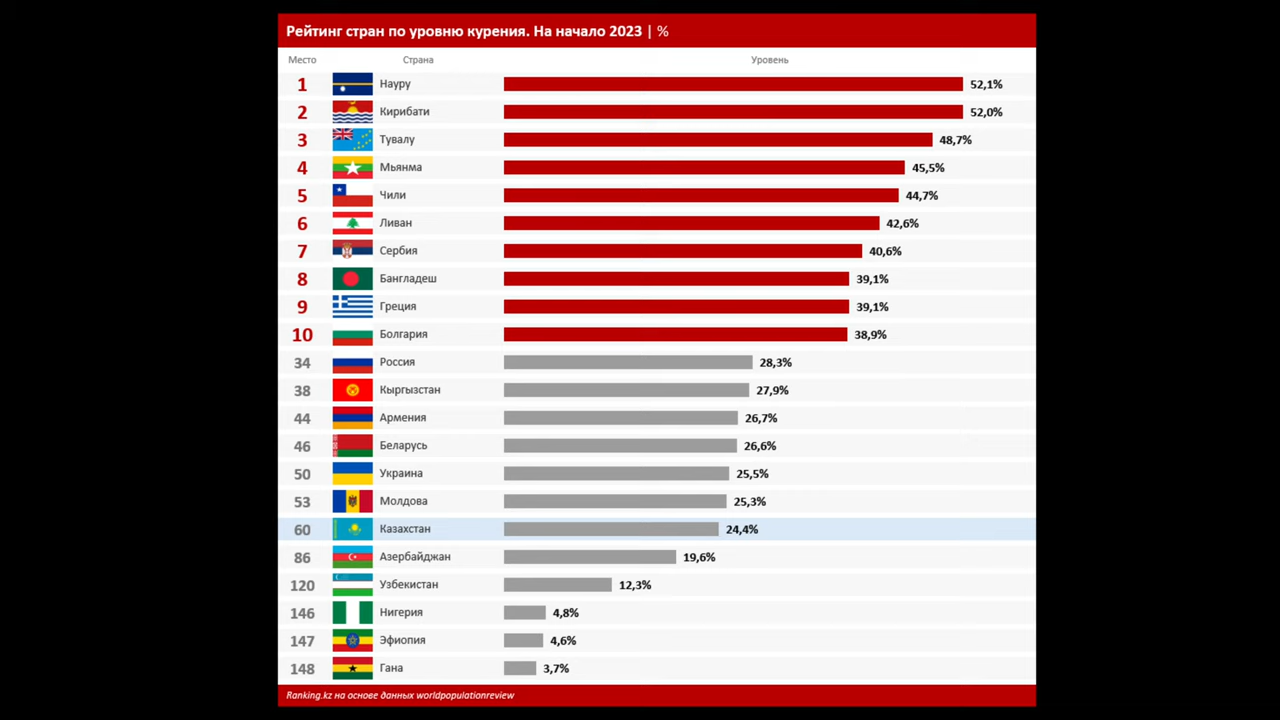 Рейтинг стран по уровню курения. На начало 2023 | %
Место Страна Уровень
1 Науру 52,1%
2 Кирибати 52,0%
3 Тувалу 48,7%
4 Мьянма 45,5%
5 Чили 44,7%
6 Ливан 42,6%
7 Сербия 40,6%
8 Бангладеш 39,1%
9 Греция 39,1%
10 Болгария 38,9%
34 Россия 28,3%
38 Кыргызстан 27,9%
44 Армения 26,7%
46 Беларусь 26,6%
50 Украина 25,5%
53 Молдова 25,3%
60 Казахстан 24,4%
86 Азербайджан 19,6%
120 Узбекистан 12,3%
146 Нигерия 4,8%
147 Эфиопия 4,6%
148 Гана 3,7%
Ranking.kz на основе данных worldpopulationreview